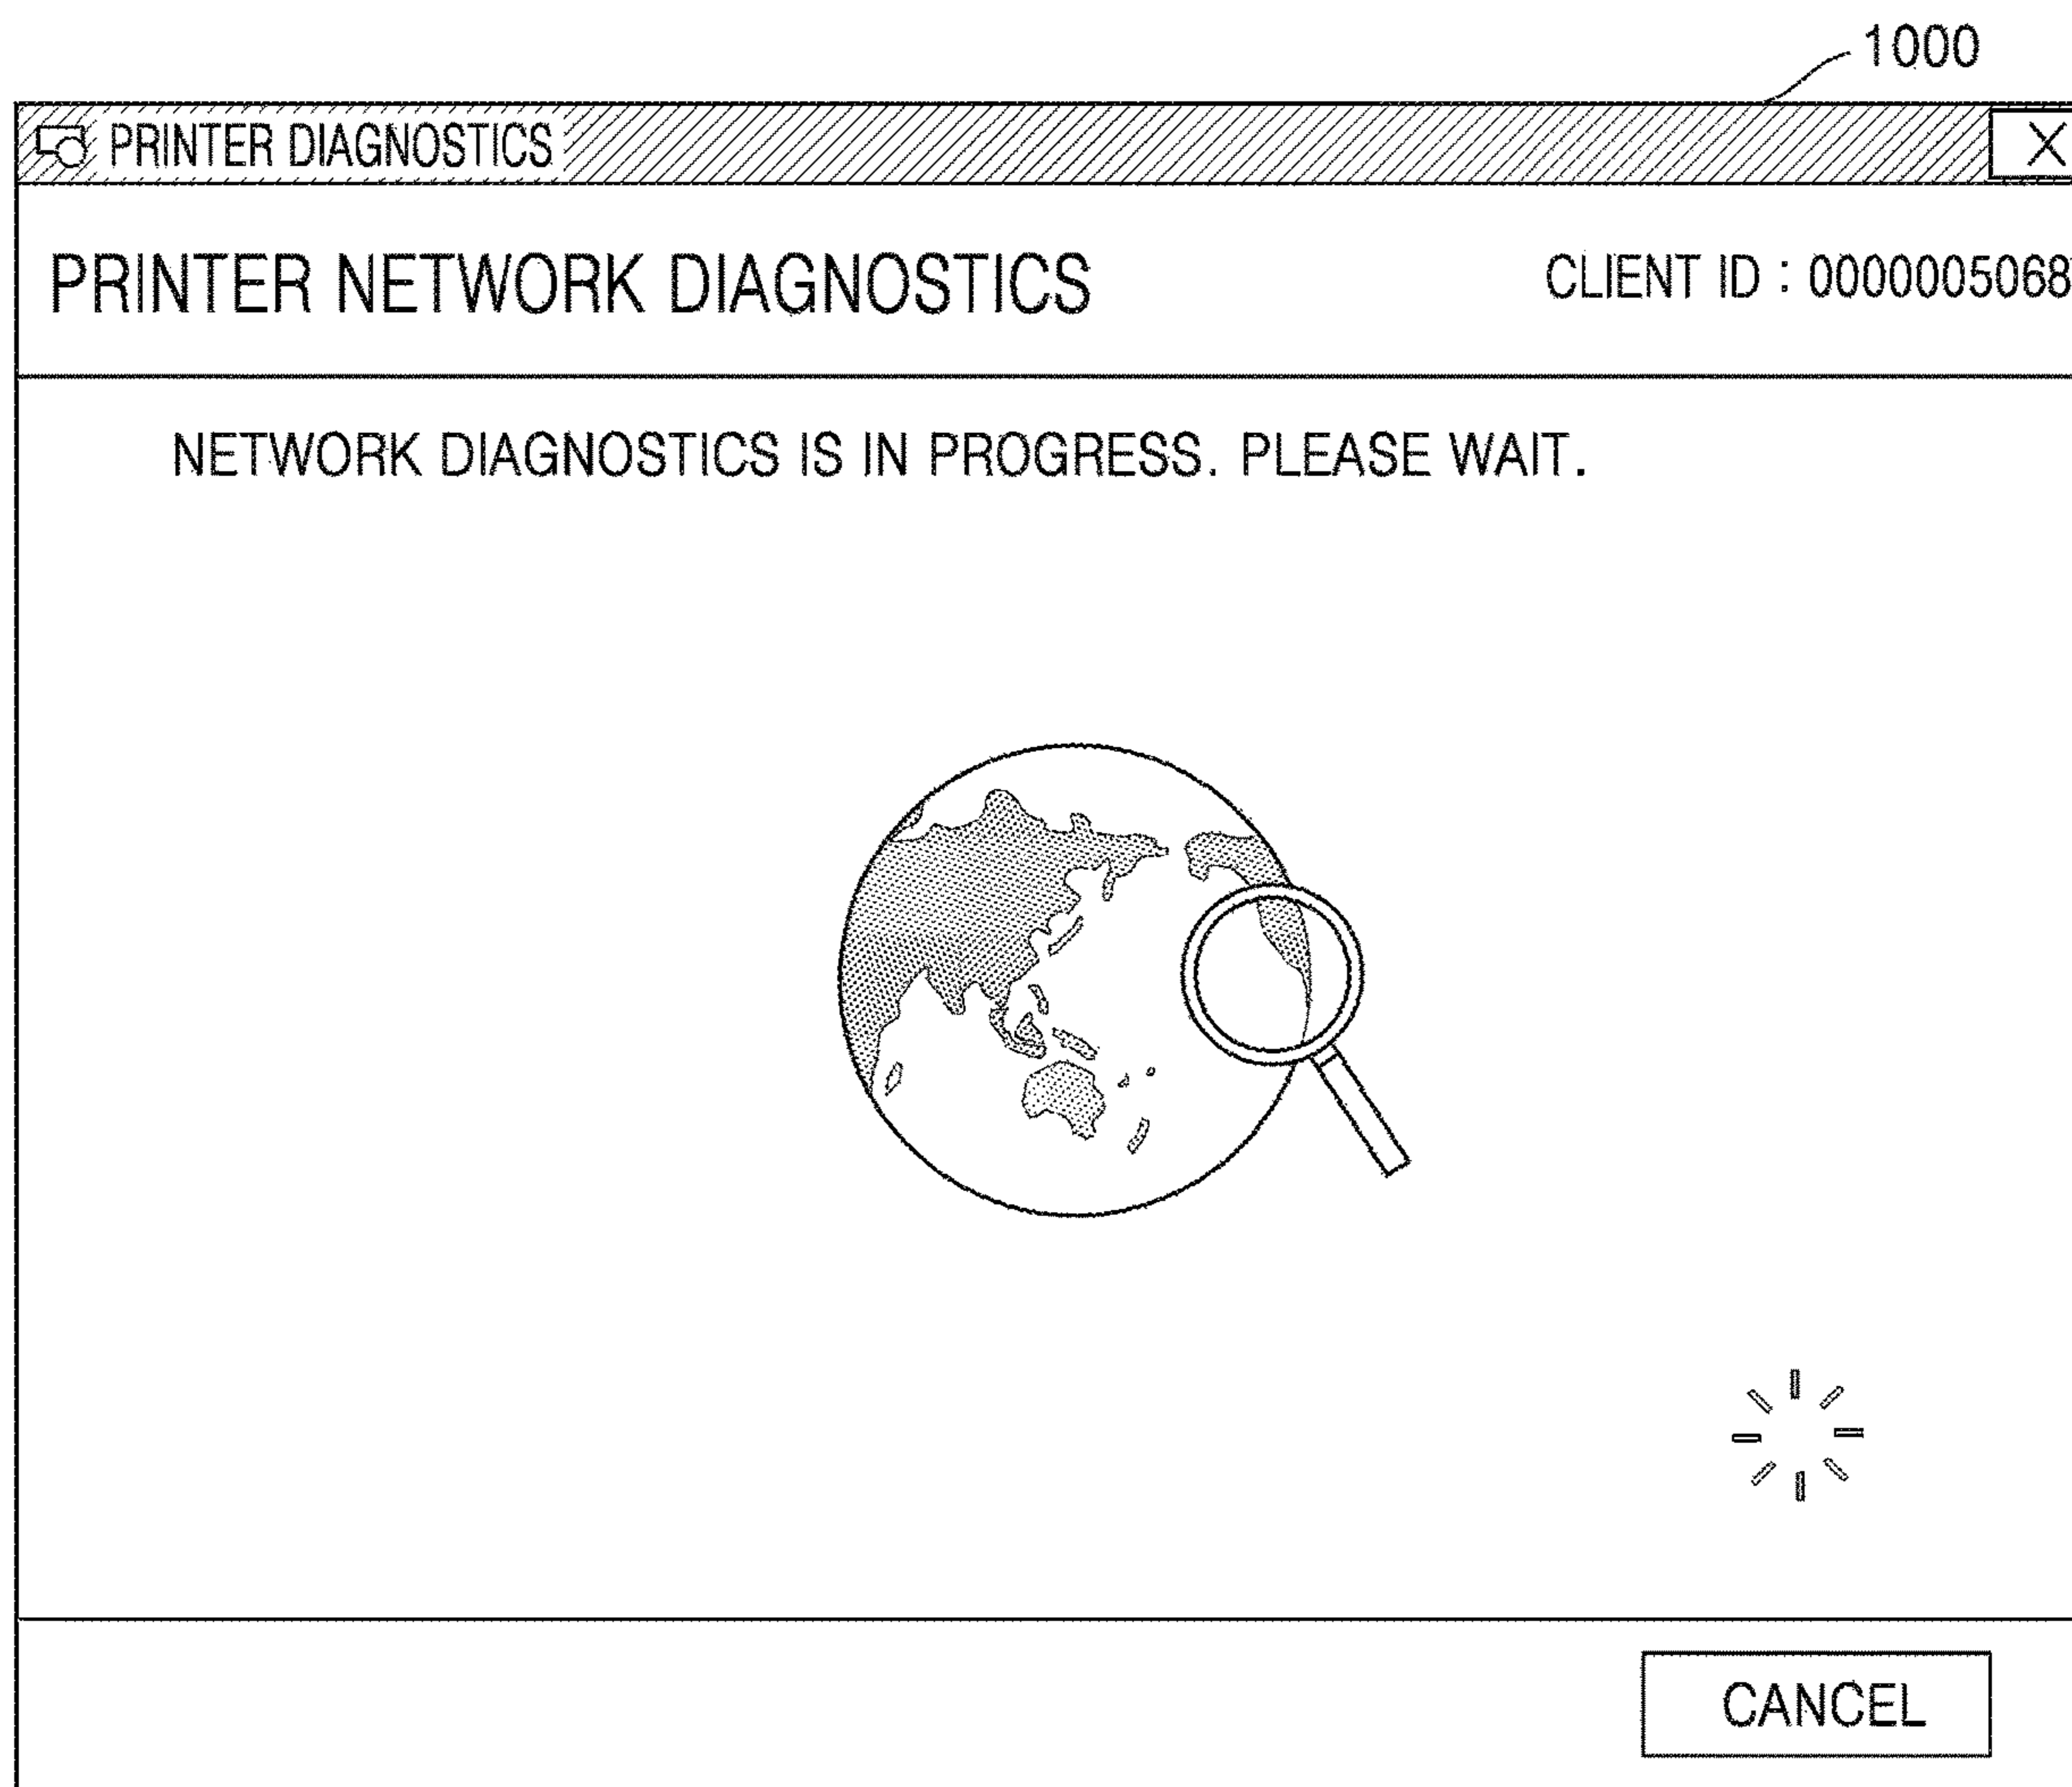 1000
PRINTER DIAGNOSTICS
X
PRINTER NETWORK DIAGNOSTICS
CLIENT ID : 0000005068
NETWORK DIAGNOSTICS IS IN PROGRESS. PLEASE WAIT.
CANCEL